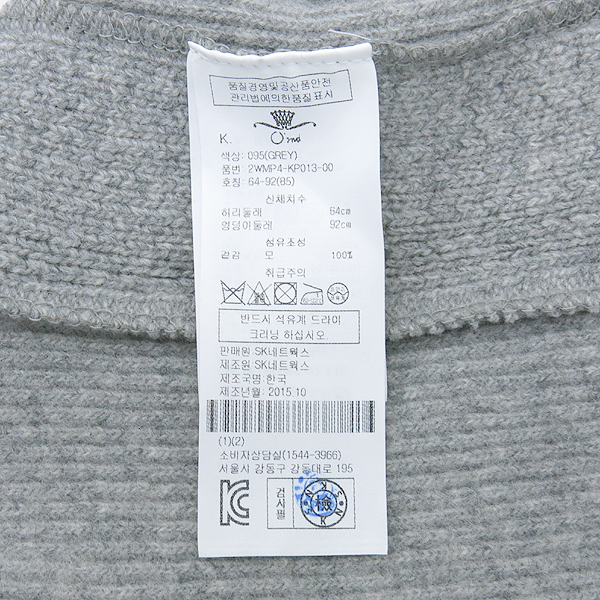 품질경영및공산품안전
관리법에의한품질표시
K.
O'2nd
색상: 095(GREY)
품번: 2WMP4-KP013-00
호칭: 64-92(85)
신체치수
허리둘레 64cm
엉덩이둘레 92cm
섬유조성
겉감 모 100%
취급주의
반드시 석유계 드라이
크리닝 하십시오.
판매원:SK네트웍스
제조원:SK네트웍스
제조국명:한국
제조년월: 2015.10
(1)(2)
소비자상담실(1544-3966)
서울시 강동구 강동대로 195
검사필
檢